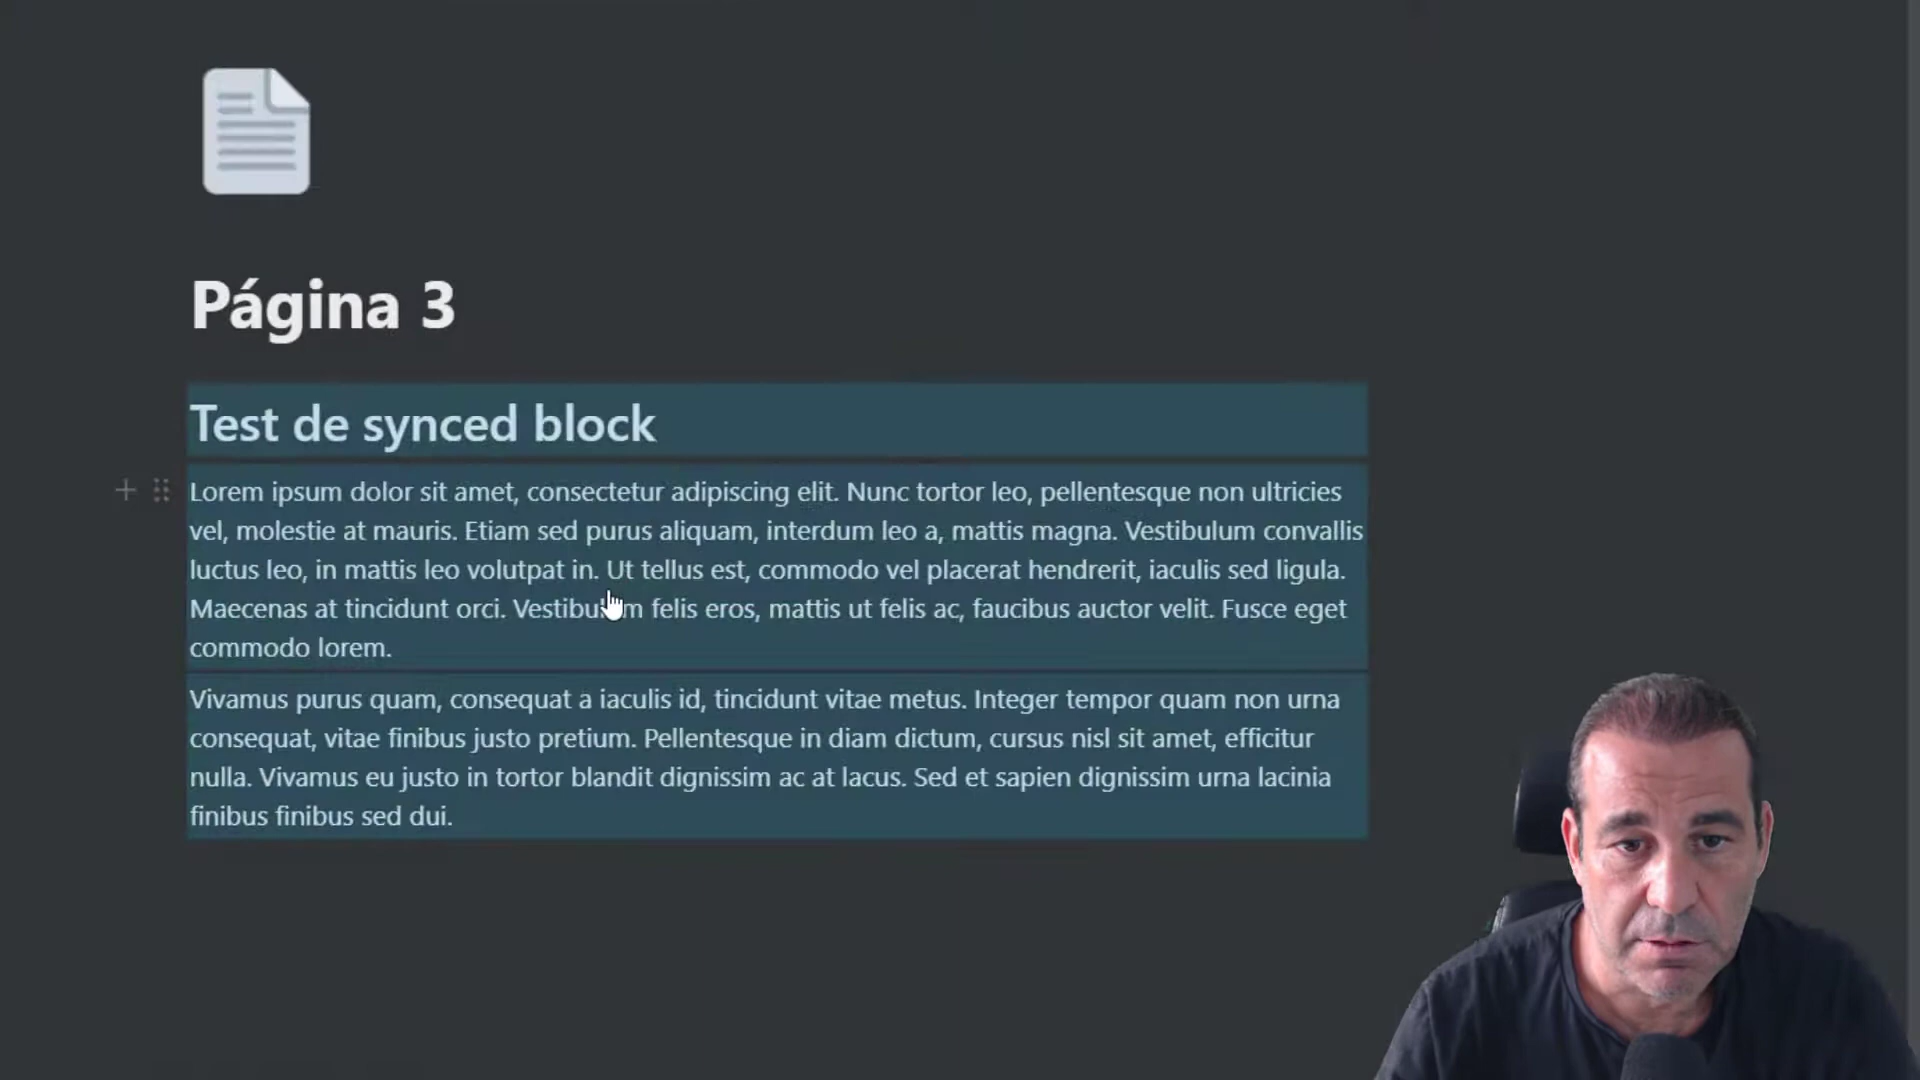 Página 3
Test de synced block
Lorem ipsum dolor sit amet, consectetur adipiscing elit. Nunc tortor leo, pellentesque non ultricies
vel, molestie at mauris. Etiam sed purus aliquam, interdum leo a, mattis magna. Vestibulum convallis
luctus leo, in mattis leo volutpat in. Ut tellus est, commodo vel placerat hendrerit, iaculis sed ligula.
Maecenas at tincidunt orci. Vestibulum felis eros, mattis ut felis ac, faucibus auctor velit. Fusce eget
commodo lorem.
Vivamus purus quam, consequat a iaculis id, tincidunt vitae metus. Integer tempor quam non urna
consequat, vitae finibus justo pretium. Pellentesque in diam dictum, cursus nisl sit amet, efficitur
nulla. Vivamus eu justo in tortor blandit dignissim ac at lacus. Sed et sapien dignissim urna lacinia
finibus finibus sed dui.